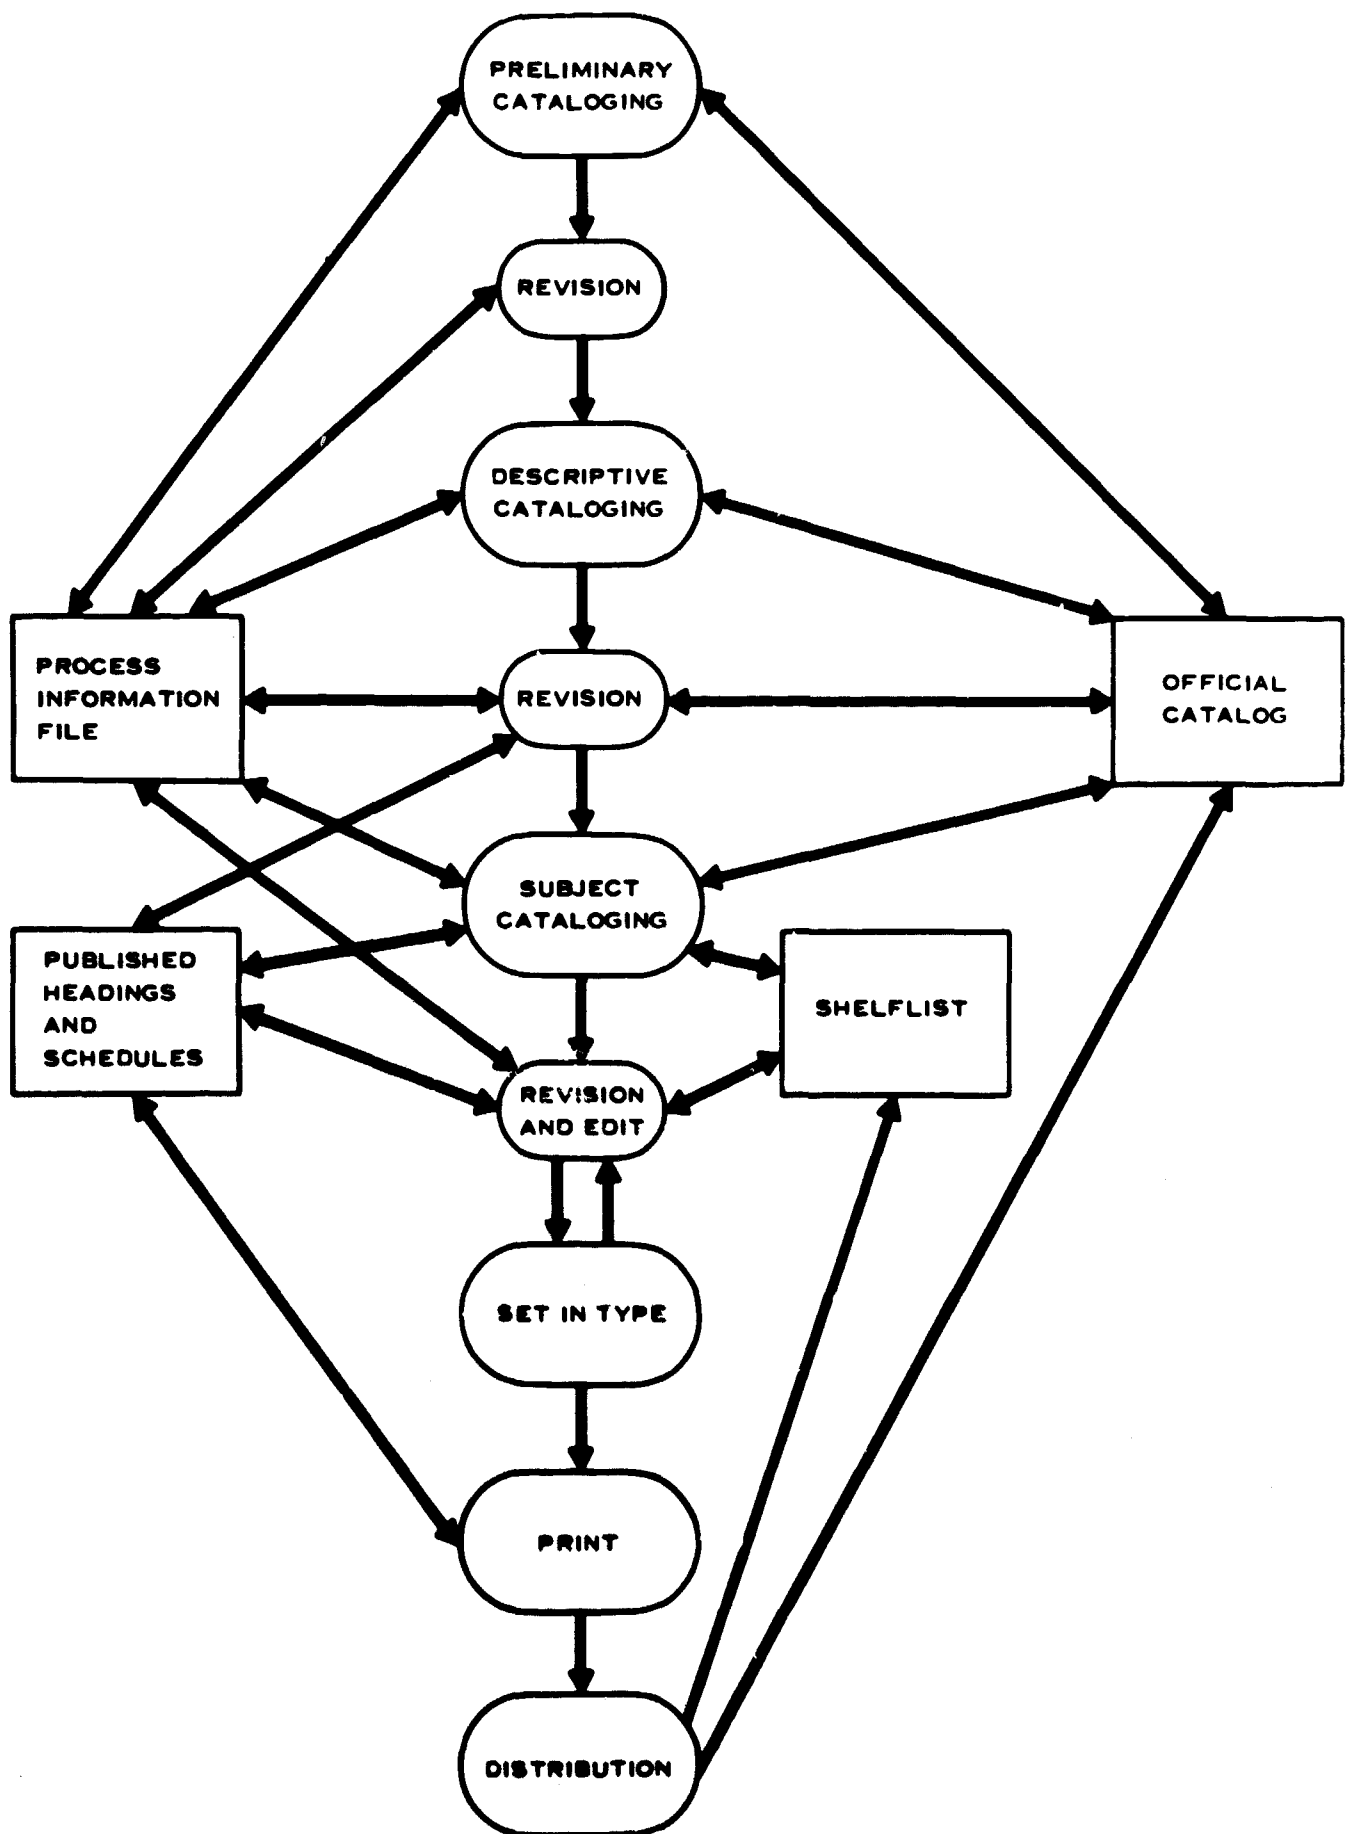 PRELIMINARY
CATALOGING
REVISION
DESCRIPTIVE
CATALOGING
PROCESS
INFORMATION
FILE
REVISION
OFFICIAL
CATALOG
SUBJECT
CATALOGING
PUBLISHED
HEADINGS
AND
SCHEDULES
SHELFLIST
REVISION
AND EDIT
SET IN TYPE
PRINT
DISTRIBUTION